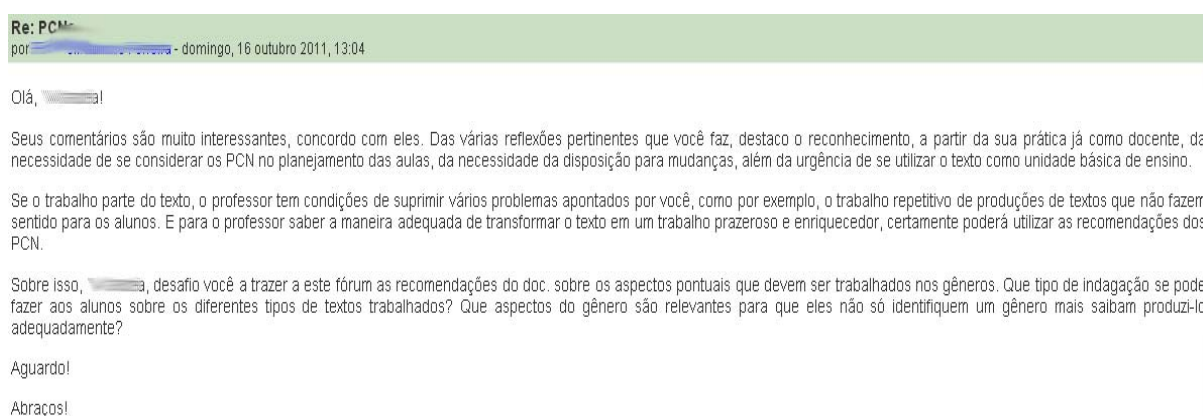 Re: PCNs
por - domingo, 16 outubro 2011, 13:04
Olá, a!
Seus comentários são muito interessantes, concordo com eles. Das várias reflexões pertinentes que você faz, destaco o reconhecimento, a partir da sua prática já como docente, da
necessidade de se considerar os PCN no planejamento das aulas, da necessidade da disposição para mudanças, além da urgência de se utilizar o texto como unidade básica de ensino.
Se o trabalho parte do texto, o professor tem condições de suprimir vários problemas apontados por você, como por exemplo, o trabalho repetitivo de produções de textos que não fazem
sentido para os alunos. E para o professor saber a maneira adequada de transformar o texto em um trabalho prazeroso e enriquecedor, certamente poderá utilizar as recomendações dos
PCN.
Sobre isso, a, desafio você a trazer a este fórum as recomendações do doc. sobre os aspectos pontuais que devem ser trabalhados nos gêneros. Que tipo de indagação se pode
fazer aos alunos sobre os diferentes tipos de textos trabalhados? Que aspectos do gênero são relevantes para que eles não só identifiquem um gênero mais saibam produzi-lo
adequadamente?
Aguardo!
Abraços!